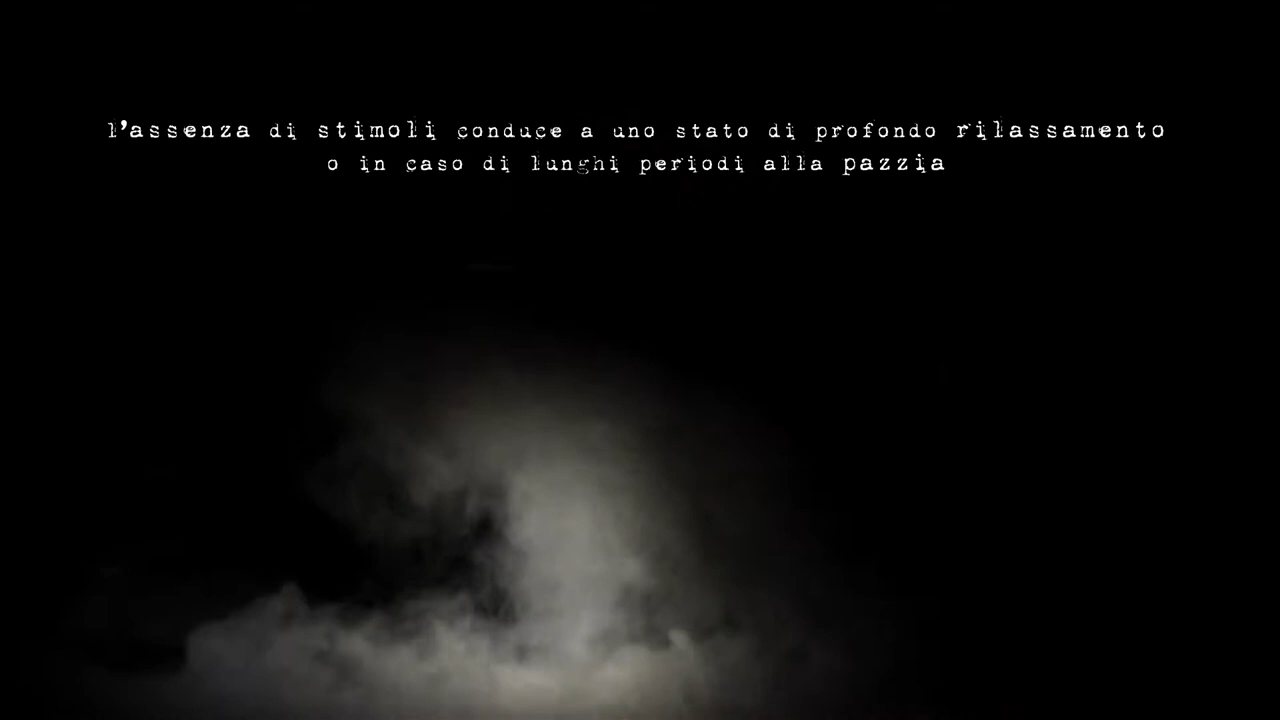 l'assenza di stimoli conduce a uno stato di profondo rilassamento
o in caso di lunghi periodi alla pazzia